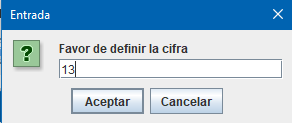 Entrada
Favor de definir la cifra
13
Aceptar
Cancelar